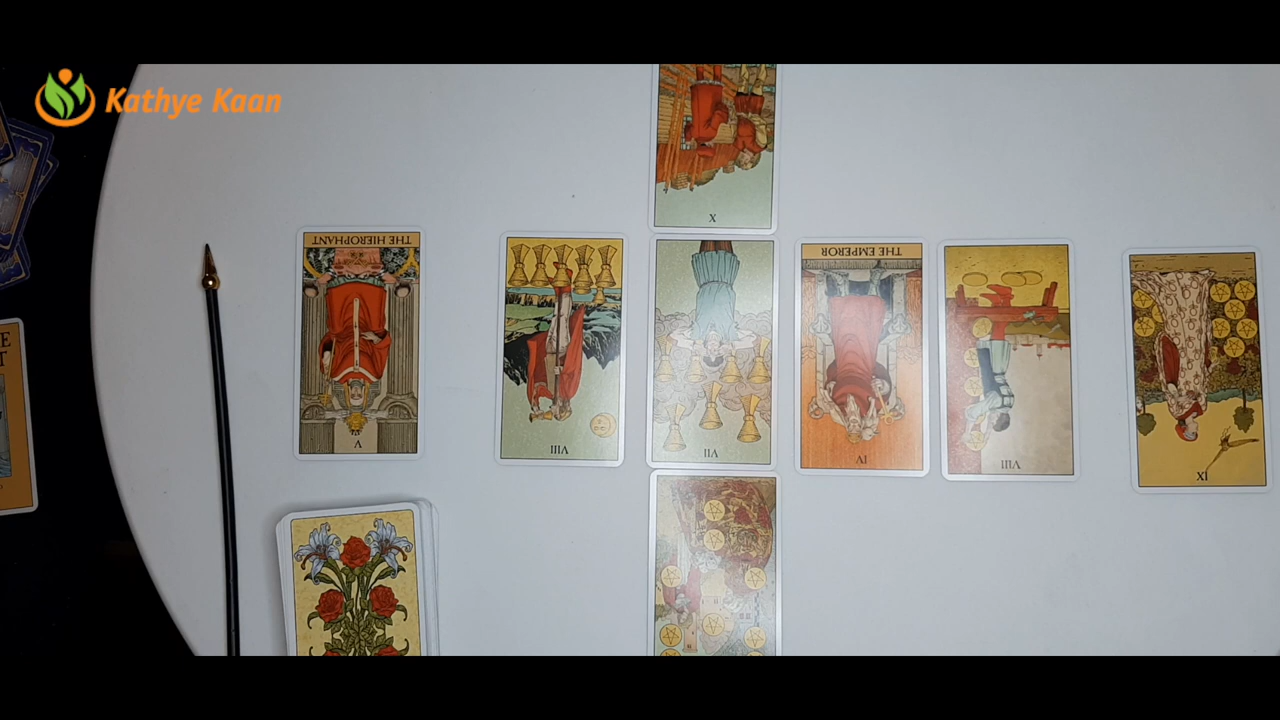 Kathye Kaan
X
THE HIEROPHANT
V
VIII
VII
THE EMPEROR
IV
VIII
IX